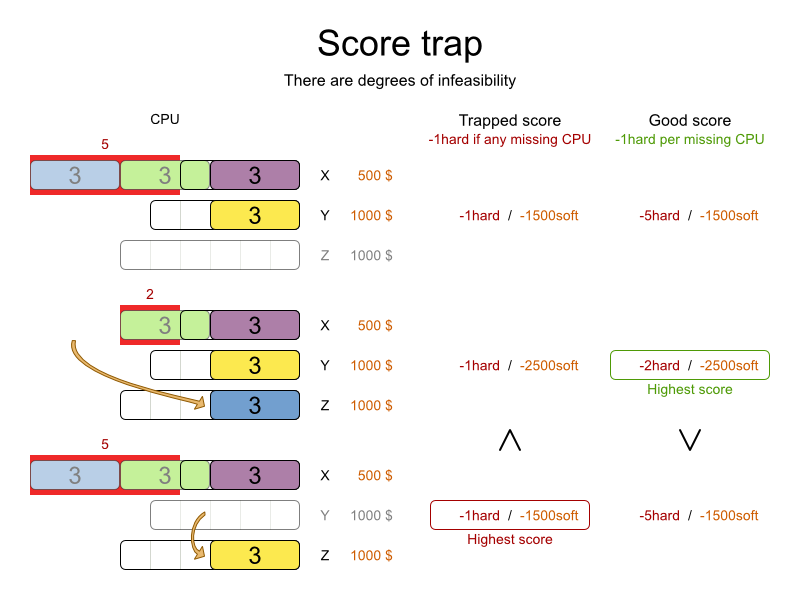 Score trap
There are degrees of infeasibility
CPU Trapped score Good score
-1hard if any missing CPU -1hard per missing CPU
5
3 3 3 X 500 $
3 Y 1000 $ -1hard / -1500soft -5hard / -1500soft
Z 1000 $
2
3 3 X 500 $
3 Y 1000 $ -1hard / -2500soft -2hard / -2500soft
Highest score
3 Z 1000 $
5
3 3 3 X 500 $
Y 1000 $ -1hard / -1500soft -5hard / -1500soft
Highest score
3 Z 1000 $